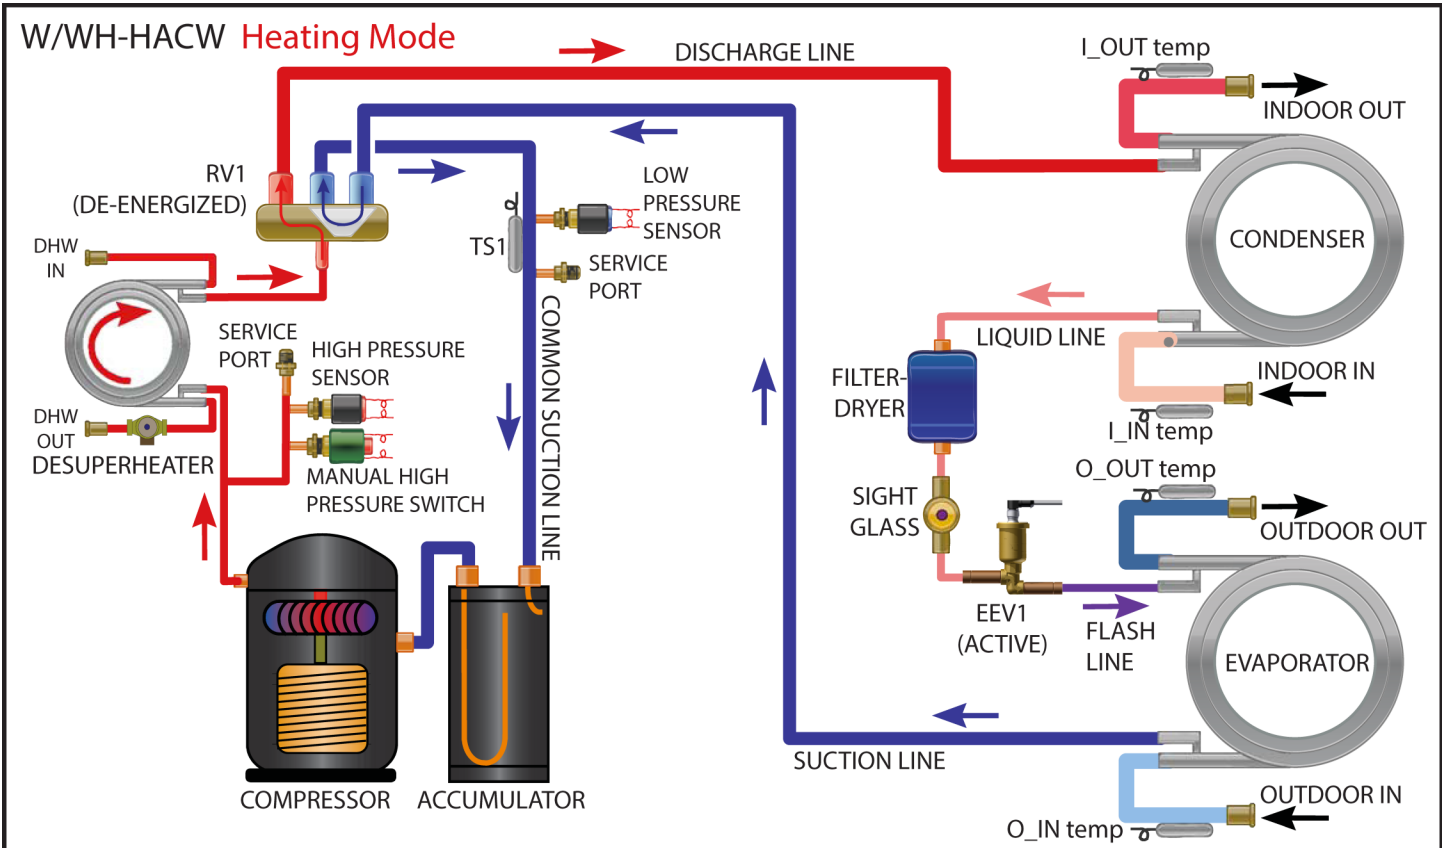 W/WH-HACW Heating Mode
DISCHARGE LINE
I_OUT temp
INDOOR OUT
RV1
(DE-ENERGIZED)
LOW
PRESSURE
SENSOR
TS1
SERVICE
PORT
DHW
IN
CONDENSER
COMMON SUCTION LINE
SERVICE
PORT
HIGH PRESSURE
SENSOR
LIQUID LINE
FILTER-
DRYER
INDOOR IN
I_IN temp
DHW
OUT
DESUPERHEATER
MANUAL HIGH
PRESSURE SWITCH
O_OUT temp
OUTDOOR OUT
SIGHT
GLASS
EEV1
(ACTIVE)
FLASH
LINE
EVAPORATOR
SUCTION LINE
COMPRESSOR
ACCUMULATOR
OUTDOOR IN
O_IN temp